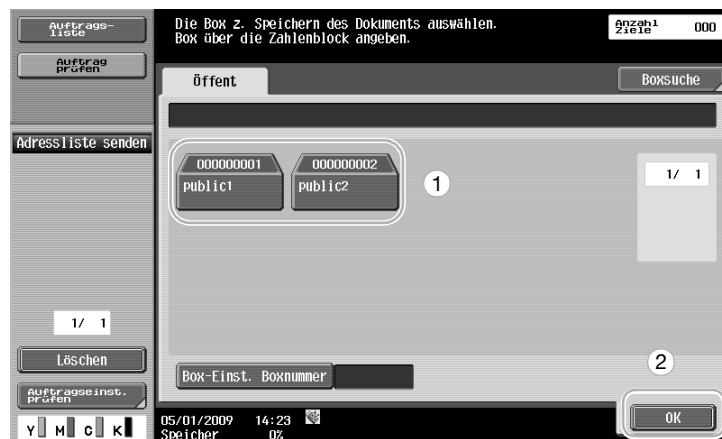 Auftrags-
liste
Auftrag
prüfen
Die Box z. Speichern des Dokuments auswählen.
Box über die Zahlenblock angeben.
Anzahl
Ziele 000
Öffent
Boxsuche
Adressliste senden
000000001 000000002
public1 public2
1
1/ 1
1/ 1
Löschen
Auftragseinst.
prüfen
Box-Einst. Boxnummer
2
OK
Y M C K
05/01/2009 14:23
Speicher 0%